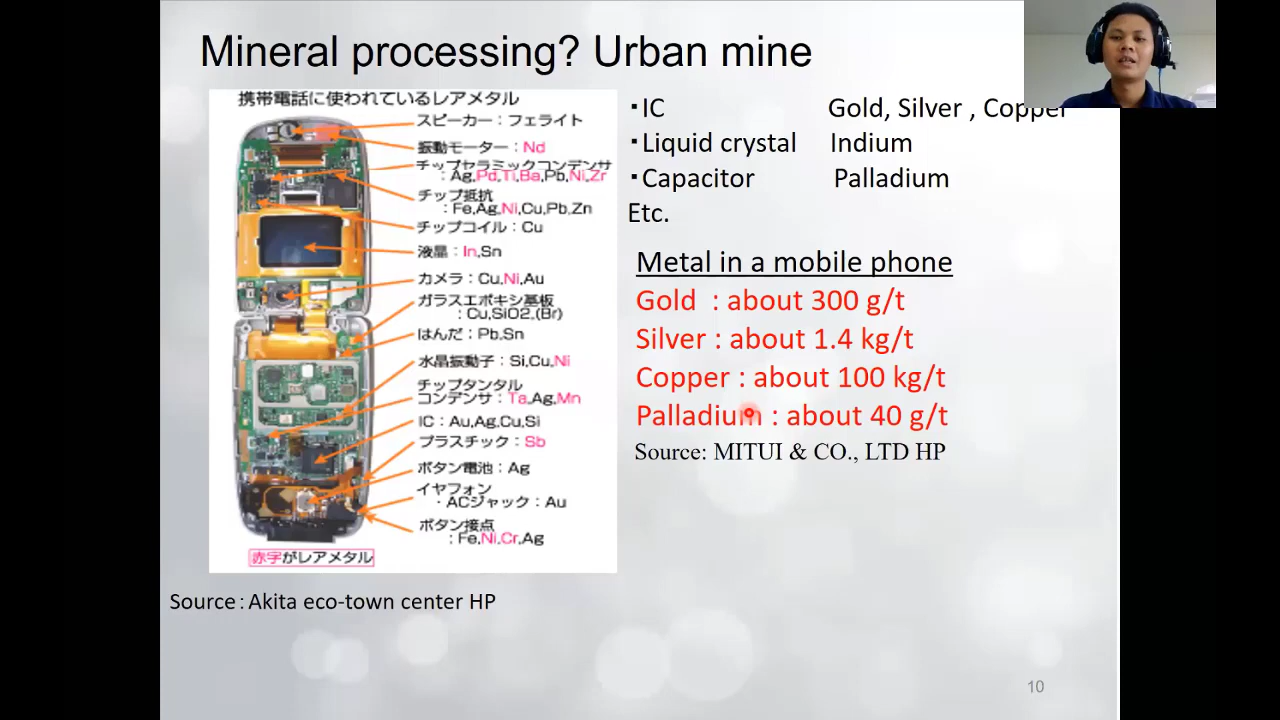 Mineral processing? Urban mine
携帯電話に使われているレアメタル
スピーカー：フェライト
振動モーター：Nd
チップセラミックコンデンサ
：Ag,Pd,Ti,Ba,Pb,Ni,Zr
チップ抵抗
：Fe,Ag,Ni,Cu,Pb,Zn
チップコイル：Cu
液晶：In,Sn
カメラ：Cu,Ni,Au
ガラスエポキシ基板
：Cu,SiO2,(Br)
はんだ：Pb,Sn
水晶振動子：Si,Cu,Ni
チップタンタル
コンデンサ：Ta,Ag,Mn
IC：Au,Ag,Cu,Si
プラスチック：Sb
ボタン電池：Ag
イヤフォン
・ACジャック：Au
ボタン接点
：Fe,Ni,Cr,Ag
赤字がレアメタル
Source：Akita eco-town center HP
・IC Gold, Silver , Copper
・Liquid crystal Indium
・Capacitor Palladium
Etc.
Metal in a mobile phone
Gold : about 300 g/t
Silver : about 1.4 kg/t
Copper : about 100 kg/t
Palladium : about 40 g/t
Source: MITUI & CO., LTD HP
10